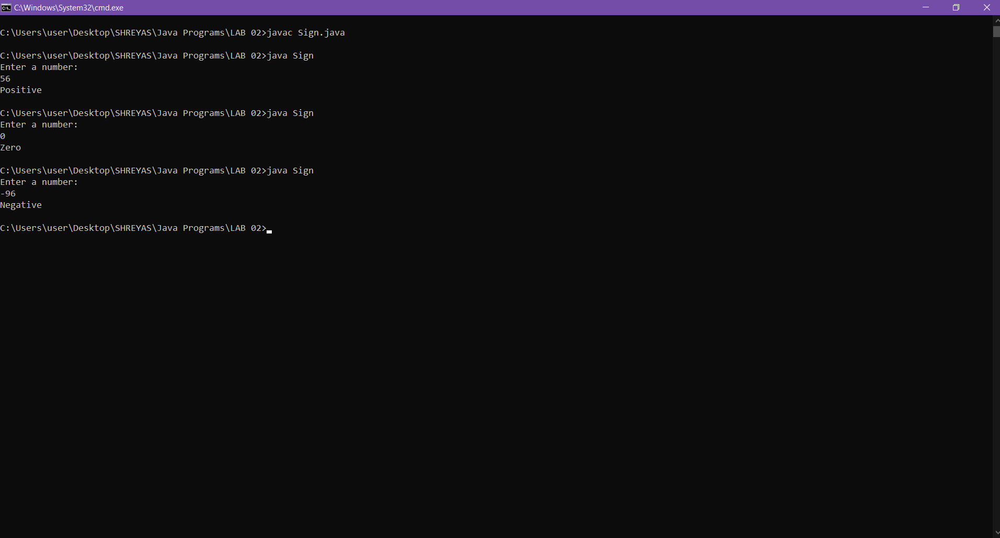 C:\Windows\System32\cmd.exe
C:\Users\user\Desktop\SHREYAS\Java Programs\LAB 02>javac Sign.java
C:\Users\user\Desktop\SHREYAS\Java Programs\LAB 02>java Sign
Enter a number:
56
Positive
C:\Users\user\Desktop\SHREYAS\Java Programs\LAB 02>java Sign
Enter a number:
0
Zero
C:\Users\user\Desktop\SHREYAS\Java Programs\LAB 02>java Sign
Enter a number:
-96
Negative
C:\Users\user\Desktop\SHREYAS\Java Programs\LAB 02>